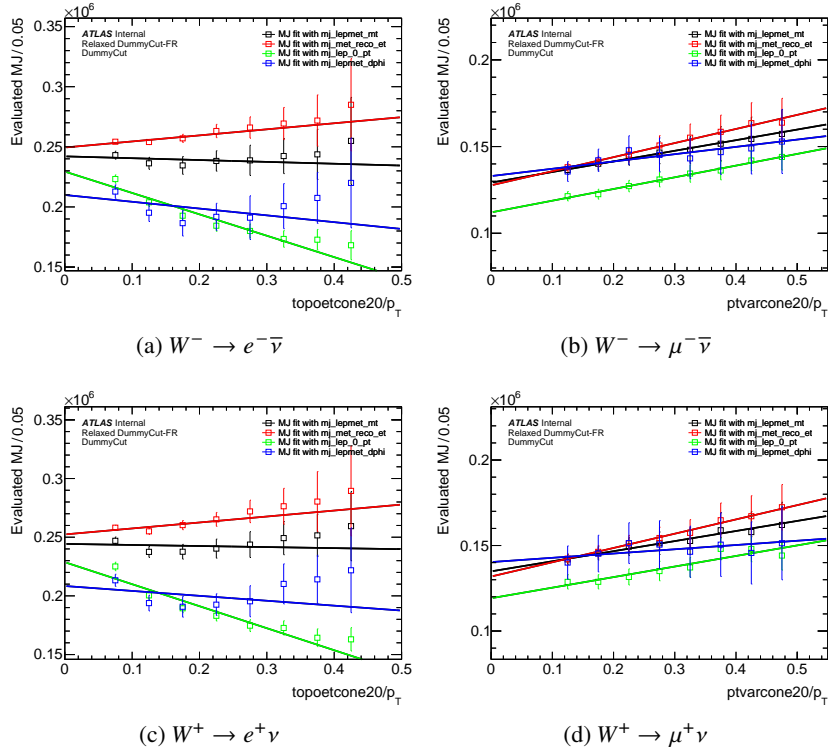 ×10⁶
ATLAS Internal
Relaxed DummyCut-FR
DummyCut
MJ fit with mj_lepmet_mt
MJ fit with mj_met_reco_et
MJ fit with mj_lep_0_pt
MJ fit with mj_lepmet_dphi
Evaluated MJ / 0.05
0.35
0.3
0.25
0.2
0.15
0 0.1 0.2 0.3 0.4 0.5
topoetcone20/p_T
(a) W⁻ → e⁻ν̅
×10⁶
ATLAS Internal
Relaxed DummyCut-FR
DummyCut
MJ fit with mj_lepmet_mt
MJ fit with mj_met_reco_et
MJ fit with mj_lep_0_pt
MJ fit with mj_lepmet_dphi
Evaluated MJ / 0.05
0.2
0.15
0.1
0 0.1 0.2 0.3 0.4 0.5
ptvarcone20/p_T
(b) W⁻ → μ⁻ν̅
×10⁶
ATLAS Internal
Relaxed DummyCut-FR
DummyCut
MJ fit with mj_lepmet_mt
MJ fit with mj_met_reco_et
MJ fit with mj_lep_0_pt
MJ fit with mj_lepmet_dphi
Evaluated MJ / 0.05
0.35
0.3
0.25
0.2
0.15
0 0.1 0.2 0.3 0.4 0.5
topoetcone20/p_T
(c) W⁺ → e⁺ν
×10⁶
ATLAS Internal
Relaxed DummyCut-FR
DummyCut
MJ fit with mj_lepmet_mt
MJ fit with mj_met_reco_et
MJ fit with mj_lep_0_pt
MJ fit with mj_lepmet_dphi
Evaluated MJ / 0.05
0.2
0.15
0.1
0 0.1 0.2 0.3 0.4 0.5
ptvarcone20/p_T
(d) W⁺ → μ⁺ν